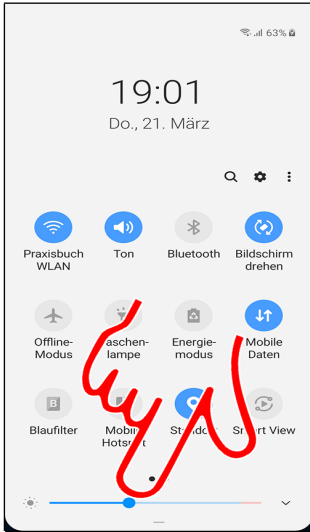 63%
19:01
Do., 21. März
Praxisbuch WLAN
Ton
Bluetooth
Bildschirm drehen
Offline-Modus
Taschen-lampe
Energie-modus
Mobile Daten
B
Blaufilter
Mobile Hotspot
Standort
Smart View